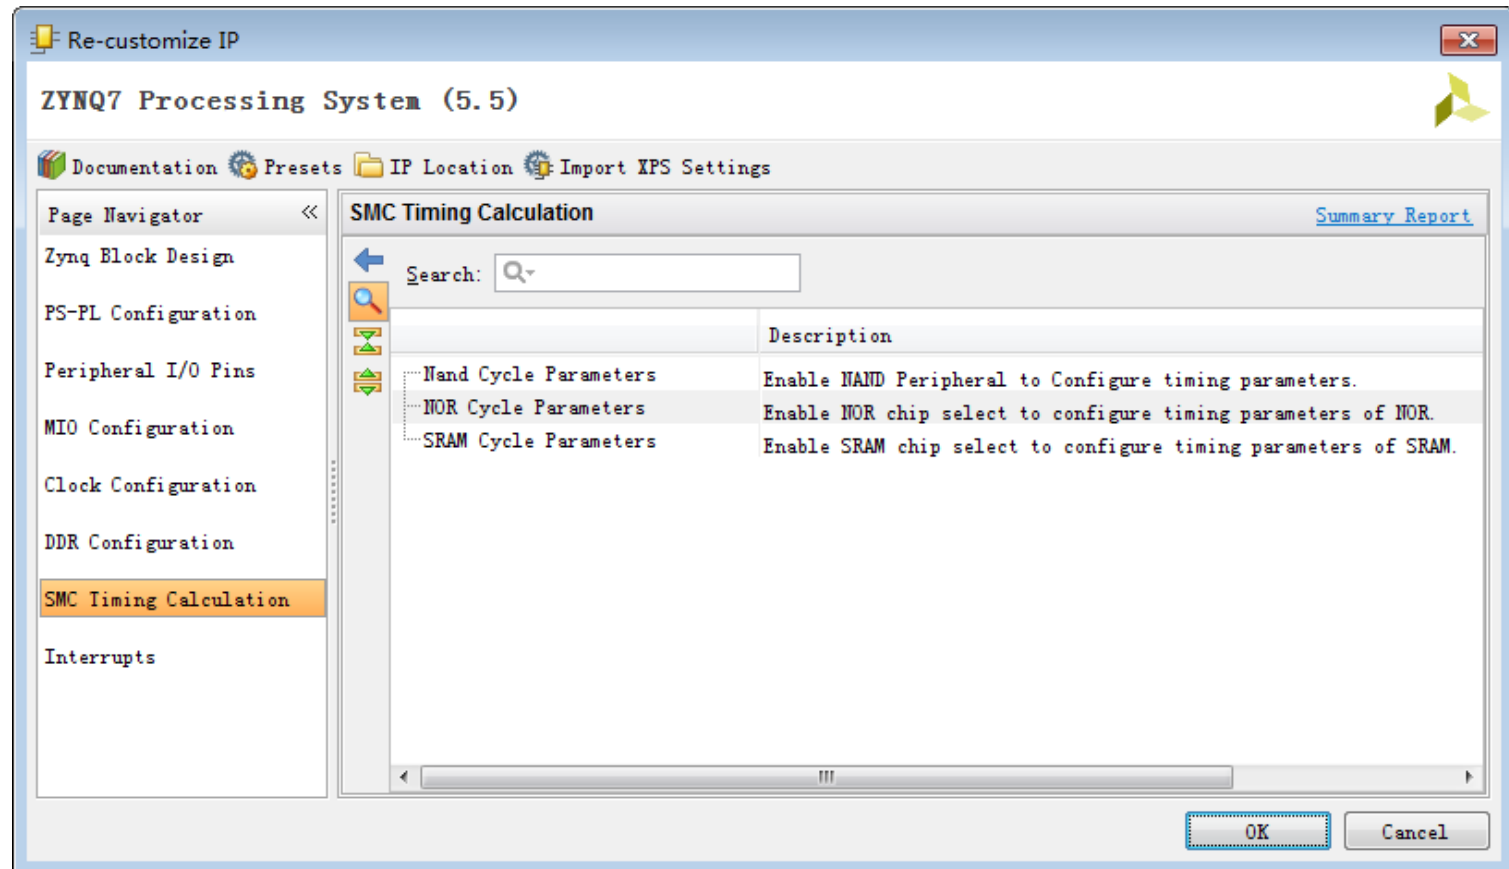 Re-customize IP
ZYNQ7 Processing System (5.5)
Documentation Presets IP Location Import XPS Settings
Page Navigator «
Zynq Block Design
PS-PL Configuration
Peripheral I/O Pins
MIO Configuration
Clock Configuration
DDR Configuration
SMC Timing Calculation
Interrupts
SMC Timing Calculation Summary Report
Search:
Description
Nand Cycle Parameters Enable NAND Peripheral to Configure timing parameters.
NOR Cycle Parameters Enable NOR chip select to configure timing parameters of NOR.
SRAM Cycle Parameters Enable SRAM chip select to configure timing parameters of SRAM.
OK Cancel